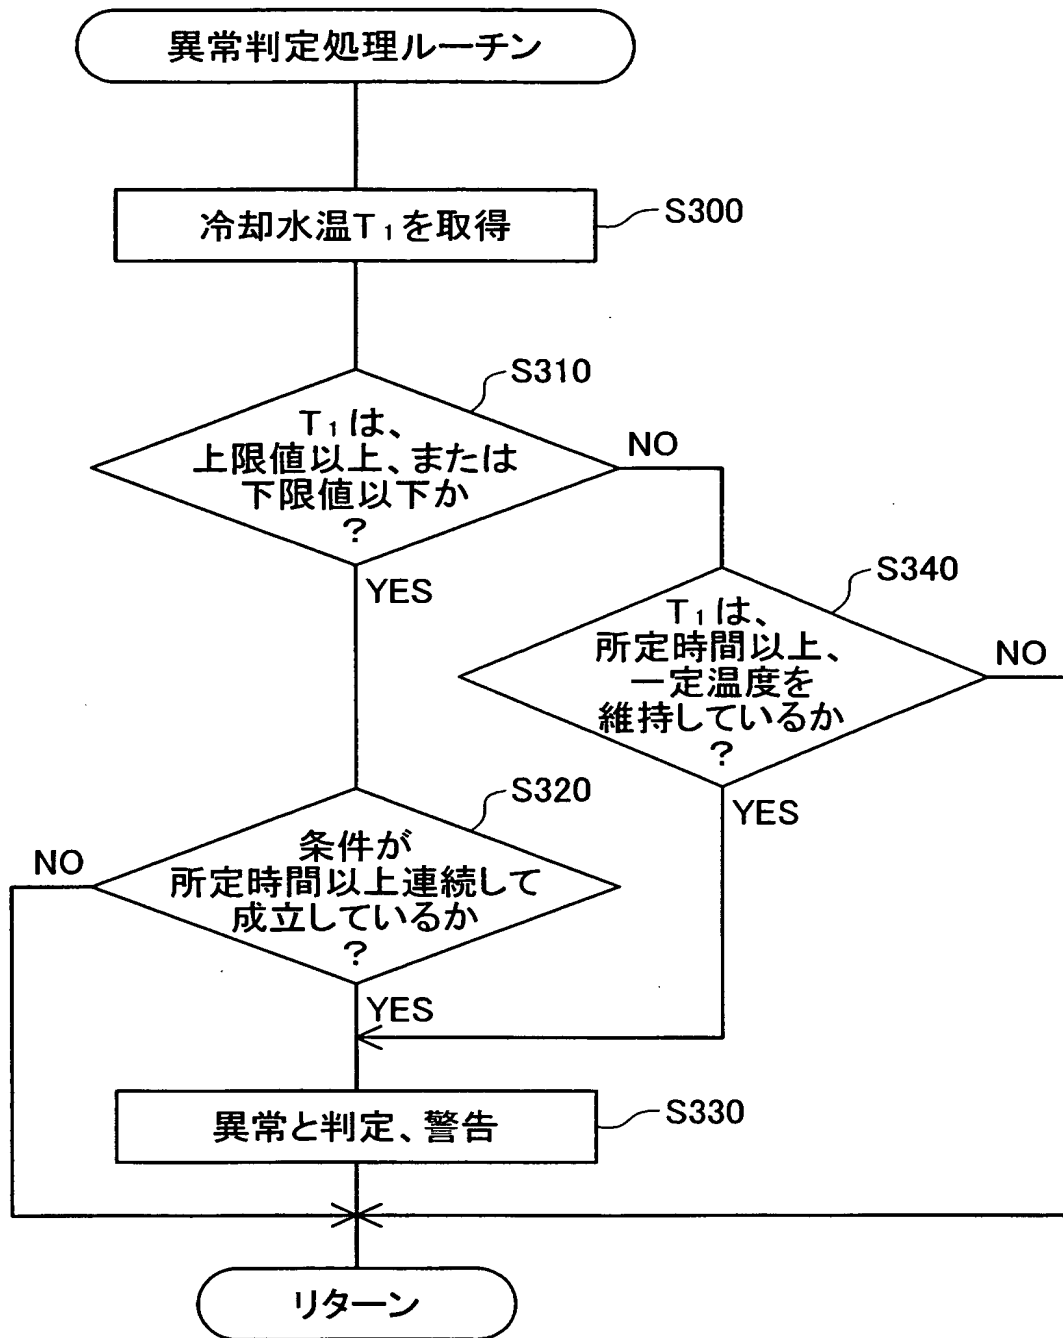 異常判定処理ルーチン
冷却水温T₁を取得
S300
S310
T₁は、
上限値以上、または
下限値以下か
?
NO
YES
S340
T₁は、
所定時間以上、
一定温度を
維持しているか
?
NO
YES
S320
条件が
所定時間以上連続して
成立しているか
?
NO
YES
異常と判定、警告
S330
リターン